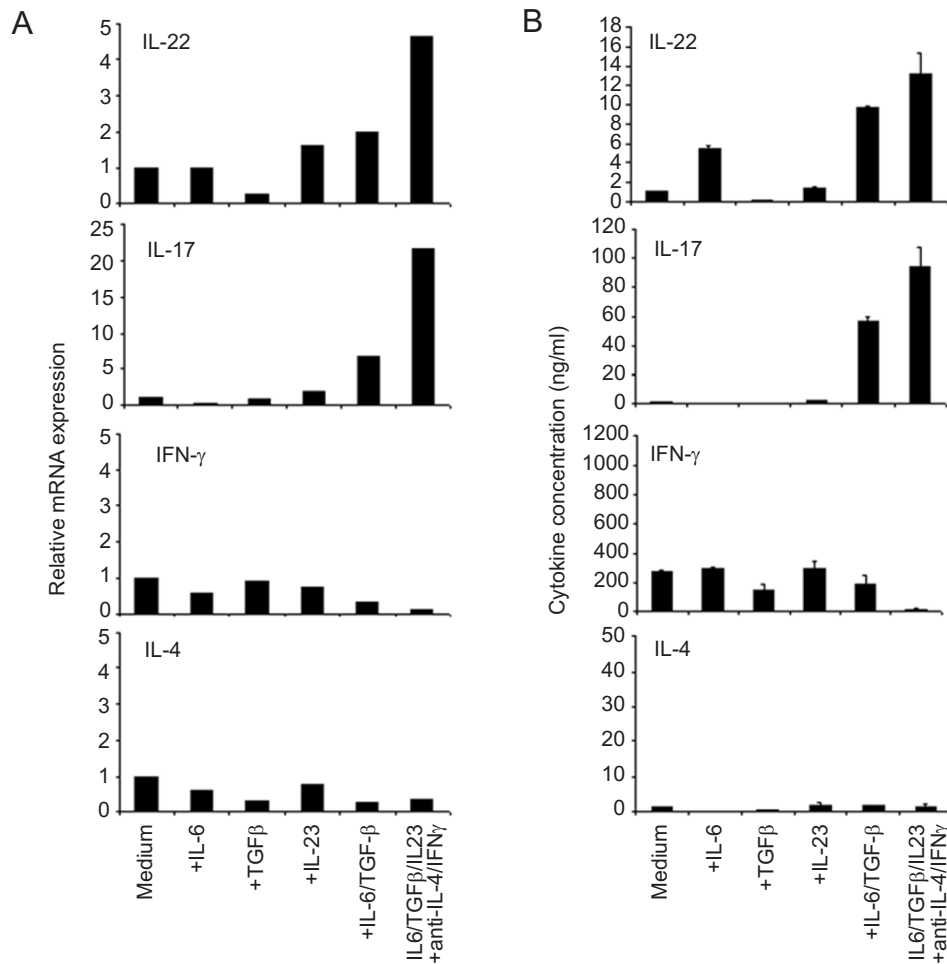 A
Relative mRNA expression
IL-22
5
4
3
2
1
0
IL-17
25
20
15
10
5
0
IFN-γ
5
4
3
2
1
0
IL-4
5
4
3
2
1
0
Medium
+IL-6
+TGFβ
+IL-23
+IL-6/TGF-β
IL6/TGFβ/IL23
+anti-IL-4/IFNγ
B
Cytokine concentration (ng/ml)
IL-22
18
16
14
12
10
8
6
4
2
0
IL-17
120
100
80
60
40
20
0
IFN-γ
1200
1000
800
600
400
200
0
IL-4
50
40
30
20
10
0
Medium
+IL-6
+TGFβ
+IL-23
+IL-6/TGF-β
IL6/TGFβ/IL23
+anti-IL-4/IFNγ